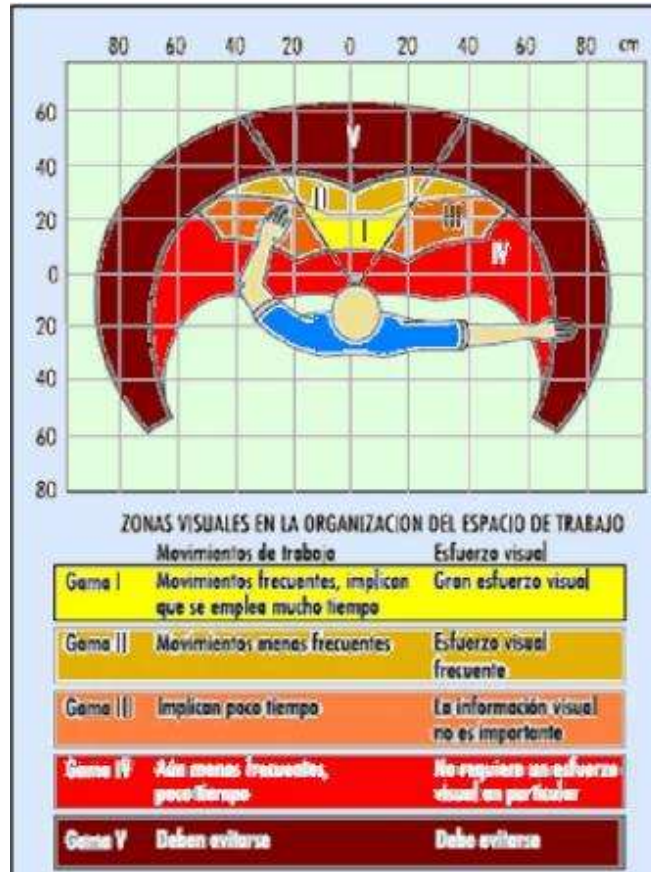 80 60 40 20 0 20 40 60 80 cm
60
40
20
0
20
40
60
80
V
II
I
III
IV
ZONAS VISUALES EN LA ORGANIZACION DEL ESPACIO DE TRABAJO
Movimientos de trabajo Esfuerzo visual
Gama I Movimientos frecuentes, implican Gran esfuerzo visual
que se emplea mucho tiempo
Gama II Movimientos menos frecuentes Esfuerzo visual
frecuente
Gama III Implican poco tiempo La información visual
no es importante
Gama IV Aún menos frecuentes, No requiere un esfuerzo
poco tiempo visual en particular
Gama V Deben evitarse Debe evitarse